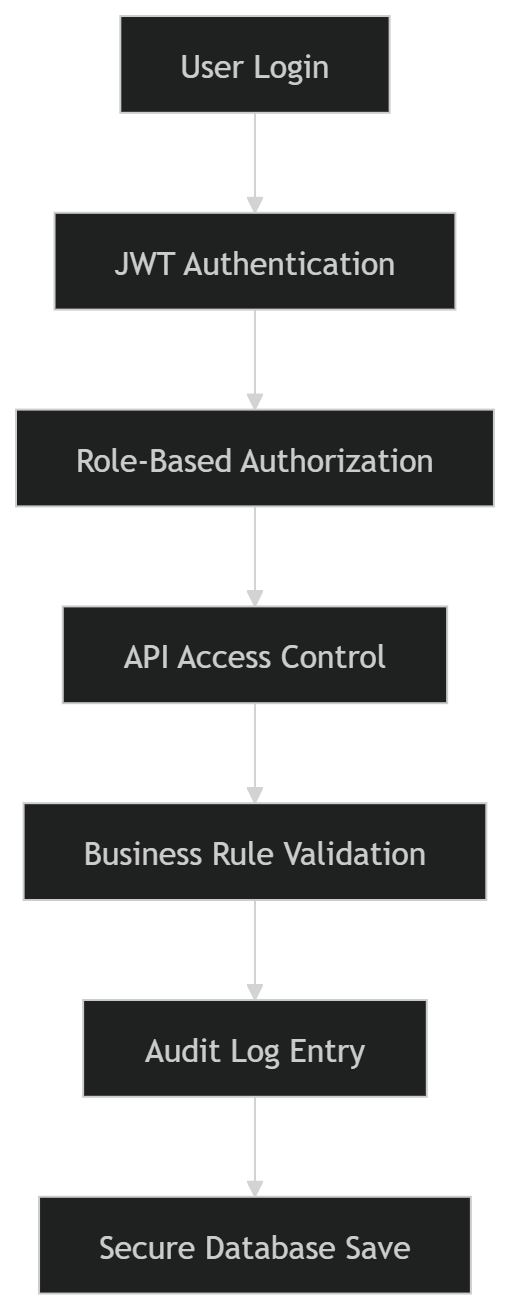 User Login
JWT Authentication
Role-Based Authorization
API Access Control
Business Rule Validation
Audit Log Entry
Secure Database Save